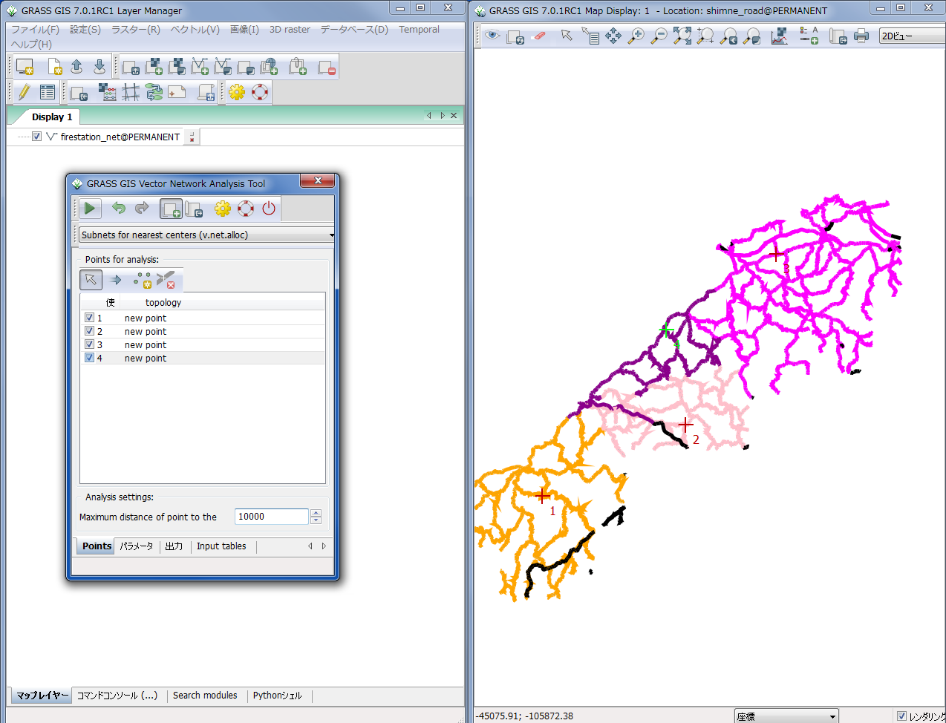 GRASS GIS 7.0.1RC1 Layer Manager
ファイル(F) 設定(S) ラスター(R) ベクトル(V) 画像(I) 3D raster データベース(D) Temporal
ヘルプ(H)
Display 1
firestation_net@PERMANENT
GRASS GIS Vector Network Analysis Tool
Subnets for nearest centers (v.net.alloc)
Points for analysis:
使 topology
1 new point
2 new point
3 new point
4 new point
Analysis settings:
Maximum distance of point to the 10000
Points パラメータ 出力 Input tables
マップレイヤー コマンドコンソール (...) Search modules Pythonシェル
GRASS GIS 7.0.1RC1 Map Display: 1 - Location: shimne_road@PERMANENT
2Dビュー
2
1
-45075.91; -105872.38
座標
レンダリング